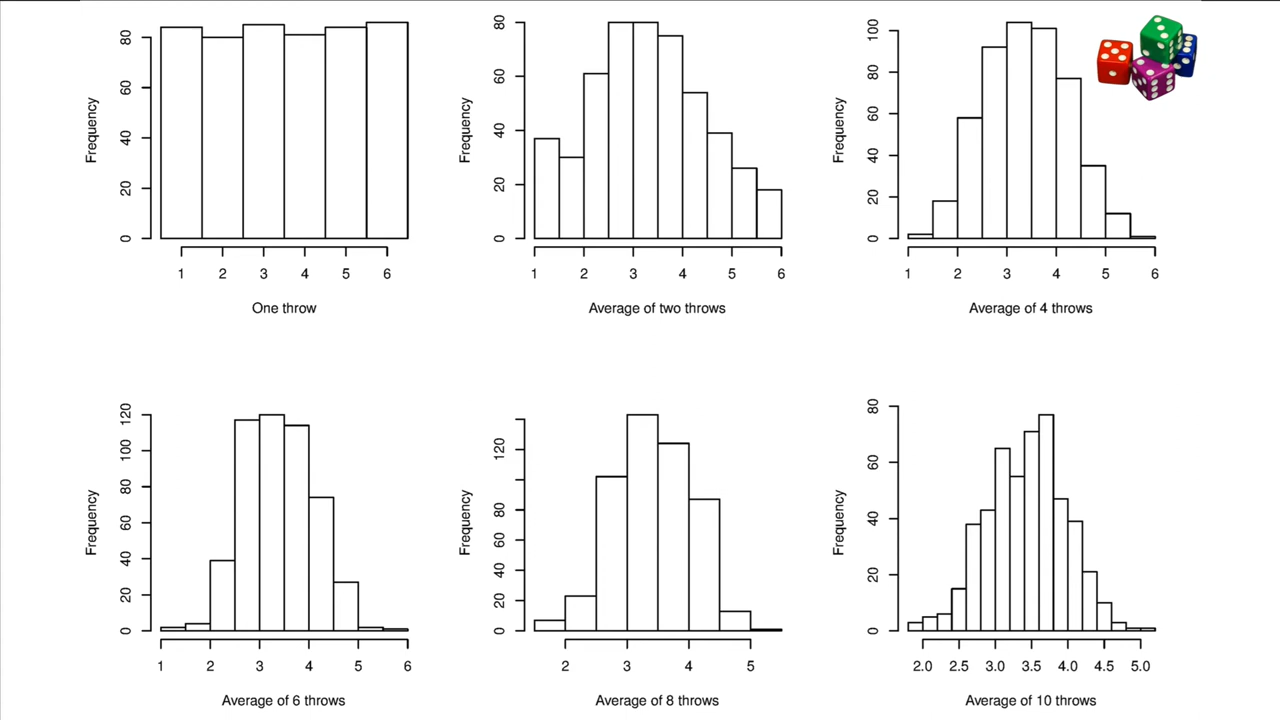 Frequency
0 20 40 60 80
1 2 3 4 5 6
One throw
Frequency
0 20 40 60 80
1 2 3 4 5 6
Average of two throws
Frequency
0 20 40 60 80 100
1 2 3 4 5 6
Average of 4 throws
Frequency
0 20 40 60 80 100 120
1 2 3 4 5 6
Average of 6 throws
Frequency
0 20 40 60 80 120
2 3 4 5
Average of 8 throws
Frequency
0 20 40 60 80
2.0 2.5 3.0 3.5 4.0 4.5 5.0
Average of 10 throws